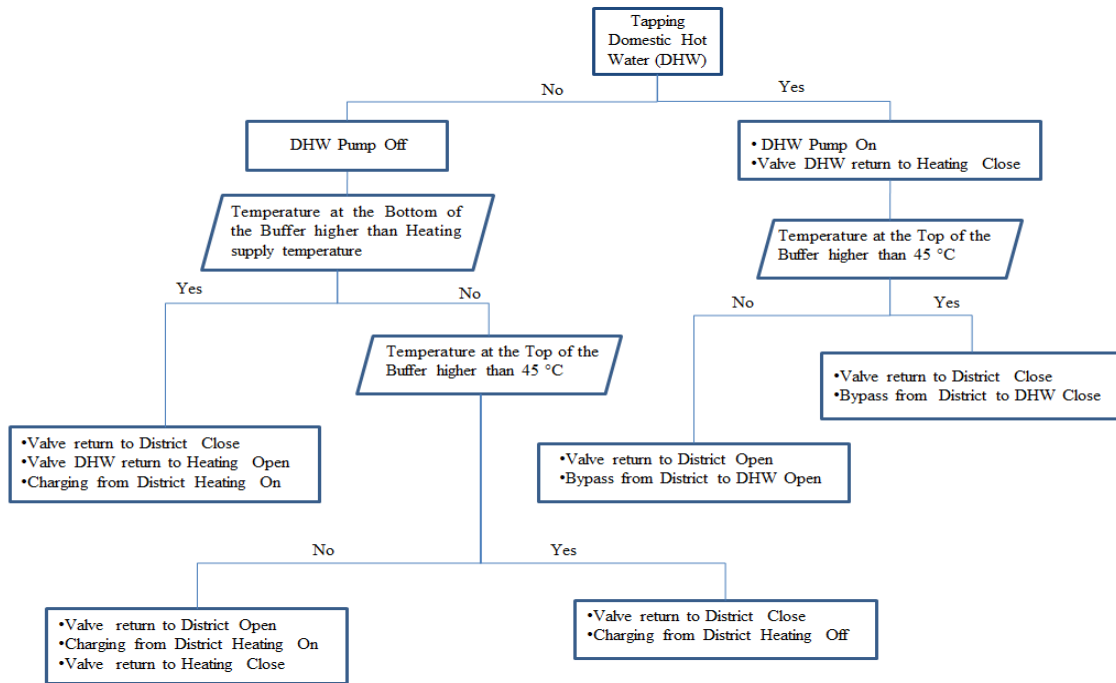 Tapping
Domestic Hot
Water (DHW)
No
Yes
DHW Pump Off
• DHW Pump On
•Valve DHW return to Heating Close
Temperature at the Bottom of
the Buffer higher than Heating
supply temperature
Temperature at the Top of the
Buffer higher than 45 °C
Yes
No
No
Yes
Temperature at the Top of the
Buffer higher than 45 °C
•Valve return to District Close
•Bypass from District to DHW Close
•Valve return to District Close
•Valve DHW return to Heating Open
•Charging from District Heating On
•Valve return to District Open
•Bypass from District to DHW Open
No
Yes
•Valve return to District Open
•Charging from District Heating On
•Valve return to Heating Close
•Valve return to District Close
•Charging from District Heating Off